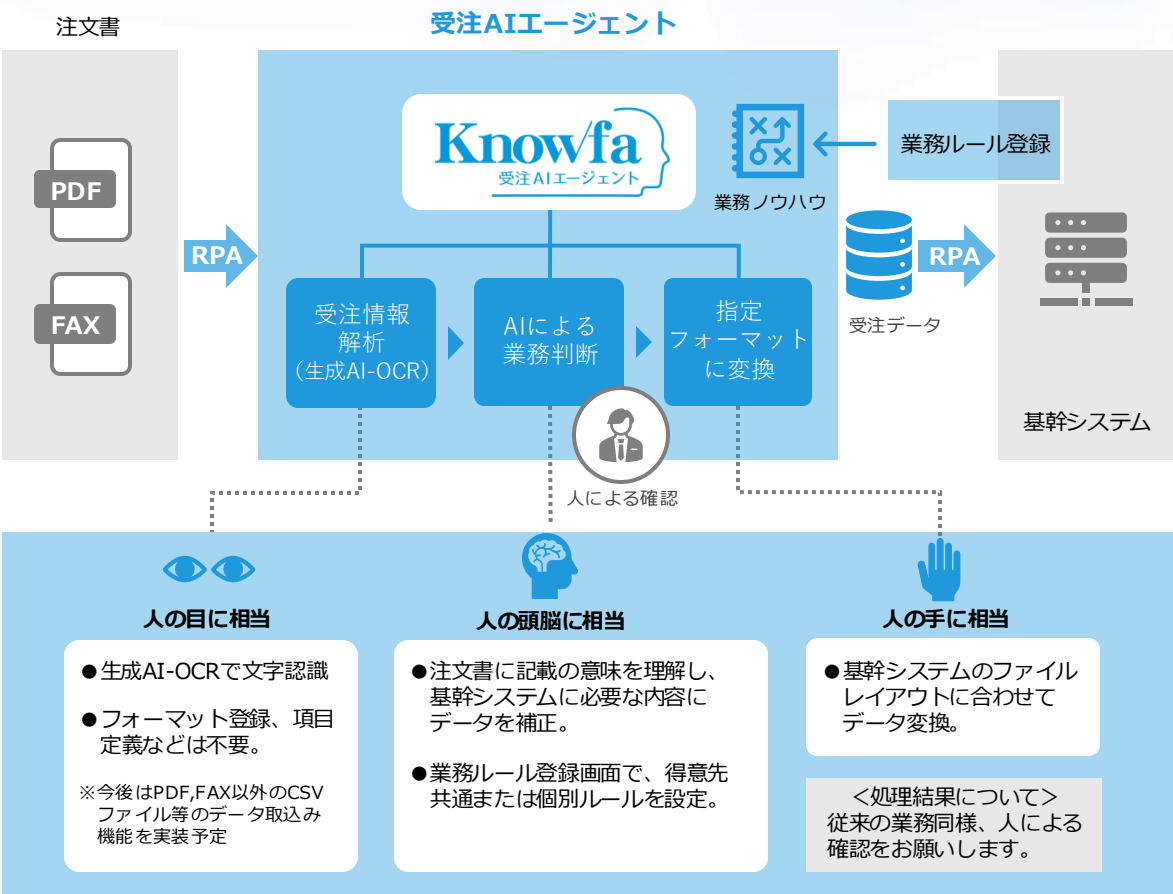 注文書
受注AIエージェント
PDF
FAX
RPA
Knowfa
受注AIエージェント
業務ノウハウ
業務ルール登録
受注情報
解析
(生成AI-OCR)
AIによる
業務判断
指定
フォーマット
に変換
人による確認
受注データ
RPA
基幹システム
人の目に相当
●生成AI-OCRで文字認識
●フォーマット登録、項目
定義などは不要。
※今後はPDF,FAX以外のCSV
ファイル等のデータ取込み
機能を実装予定
人の頭脳に相当
●注文書に記載の意味を理解し、
基幹システムに必要な内容に
データを補正。
●業務ルール登録画面で、得意先
共通または個別ルールを設定。
人の手に相当
●基幹システムのファイル
レイアウトに合わせて
データ変換。
＜処理結果について＞
従来の業務同様、人による
確認をお願いします。